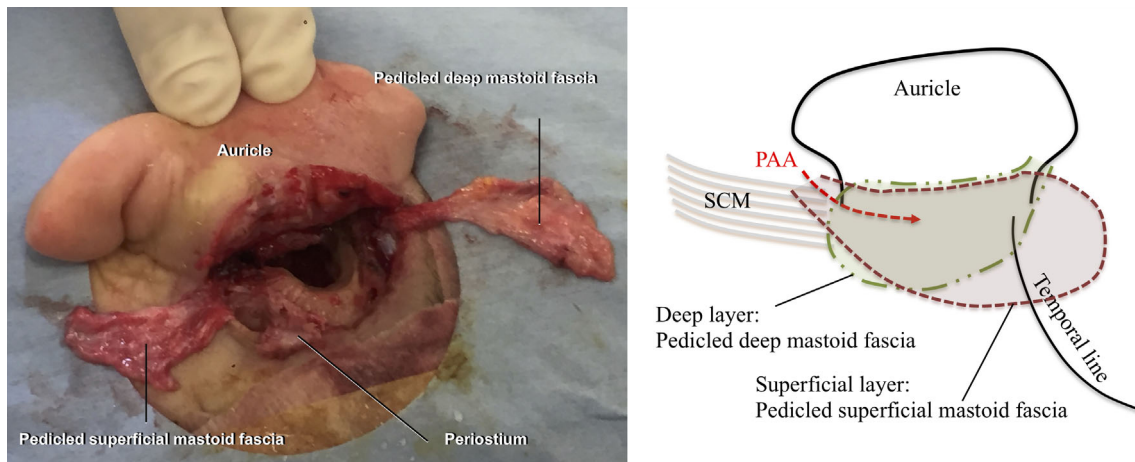 Pedicled deep mastoid fascia
Auricle
Pedicled superficial mastoid fascia
Periostium
Auricle
PAA
SCM
Deep layer:
Pedicled deep mastoid fascia
Temporal line
Superficial layer:
Pedicled superficial mastoid fascia